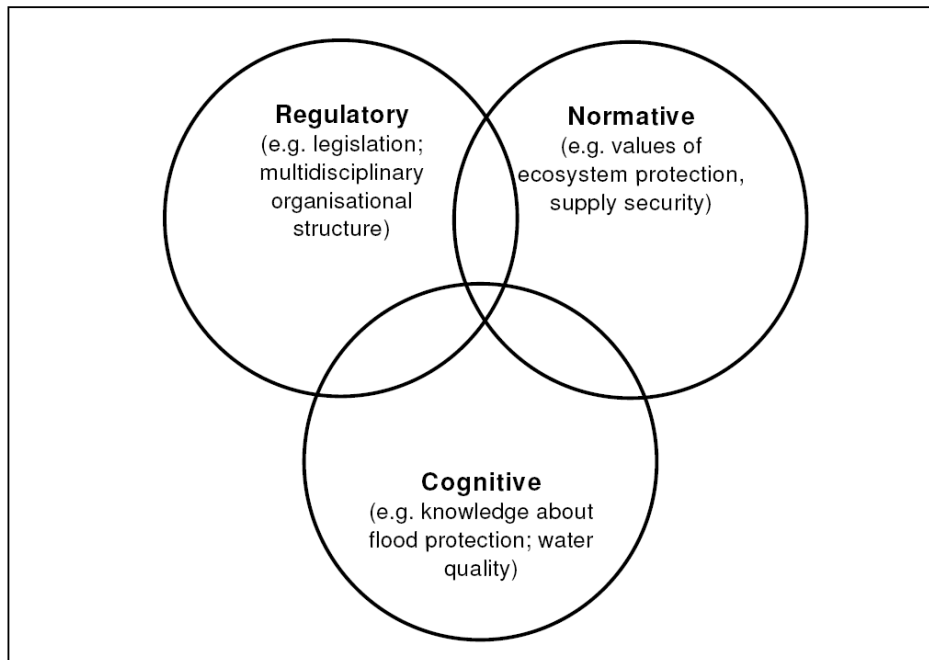 Regulatory
(e.g. legislation;
multidisciplinary
organisational
structure)
Normative
(e.g. values of
ecosystem protection,
supply security)
Cognitive
(e.g. knowledge about
flood protection; water
quality)